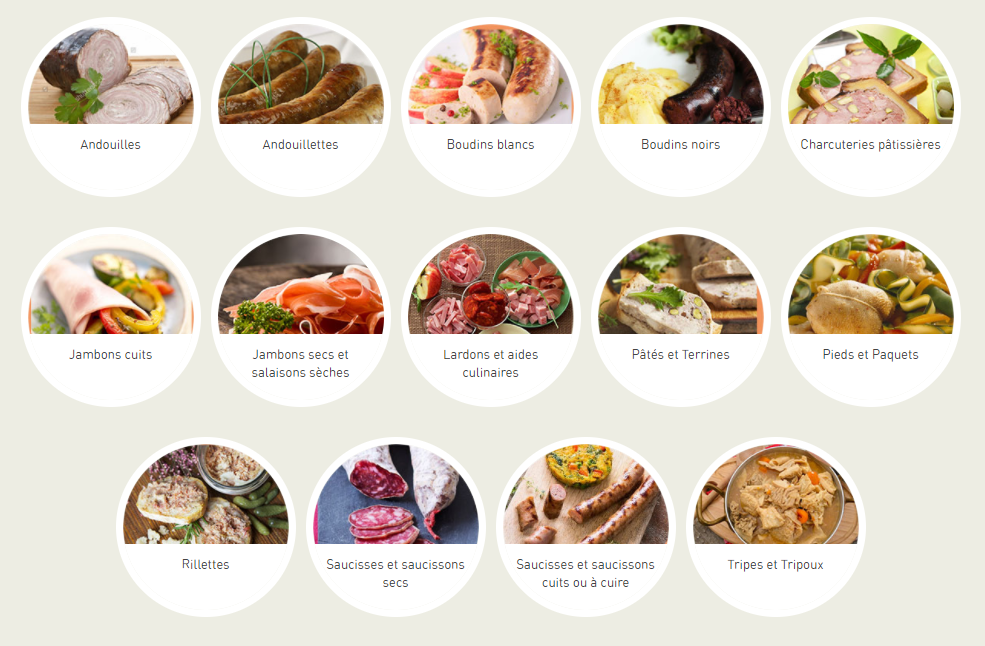 Andouilles
Andouillettes
Boudins blancs
Boudins noirs
Charcuteries pâtissières
Jambons cuits
Jambons secs et
salaisons sèches
Lardons et aides
culinaires
Pâtés et Terrines
Pieds et Paquets
Rillettes
Saucisses et saucissons
secs
Saucisses et saucissons
cuits ou à cuire
Tripes et Tripoux